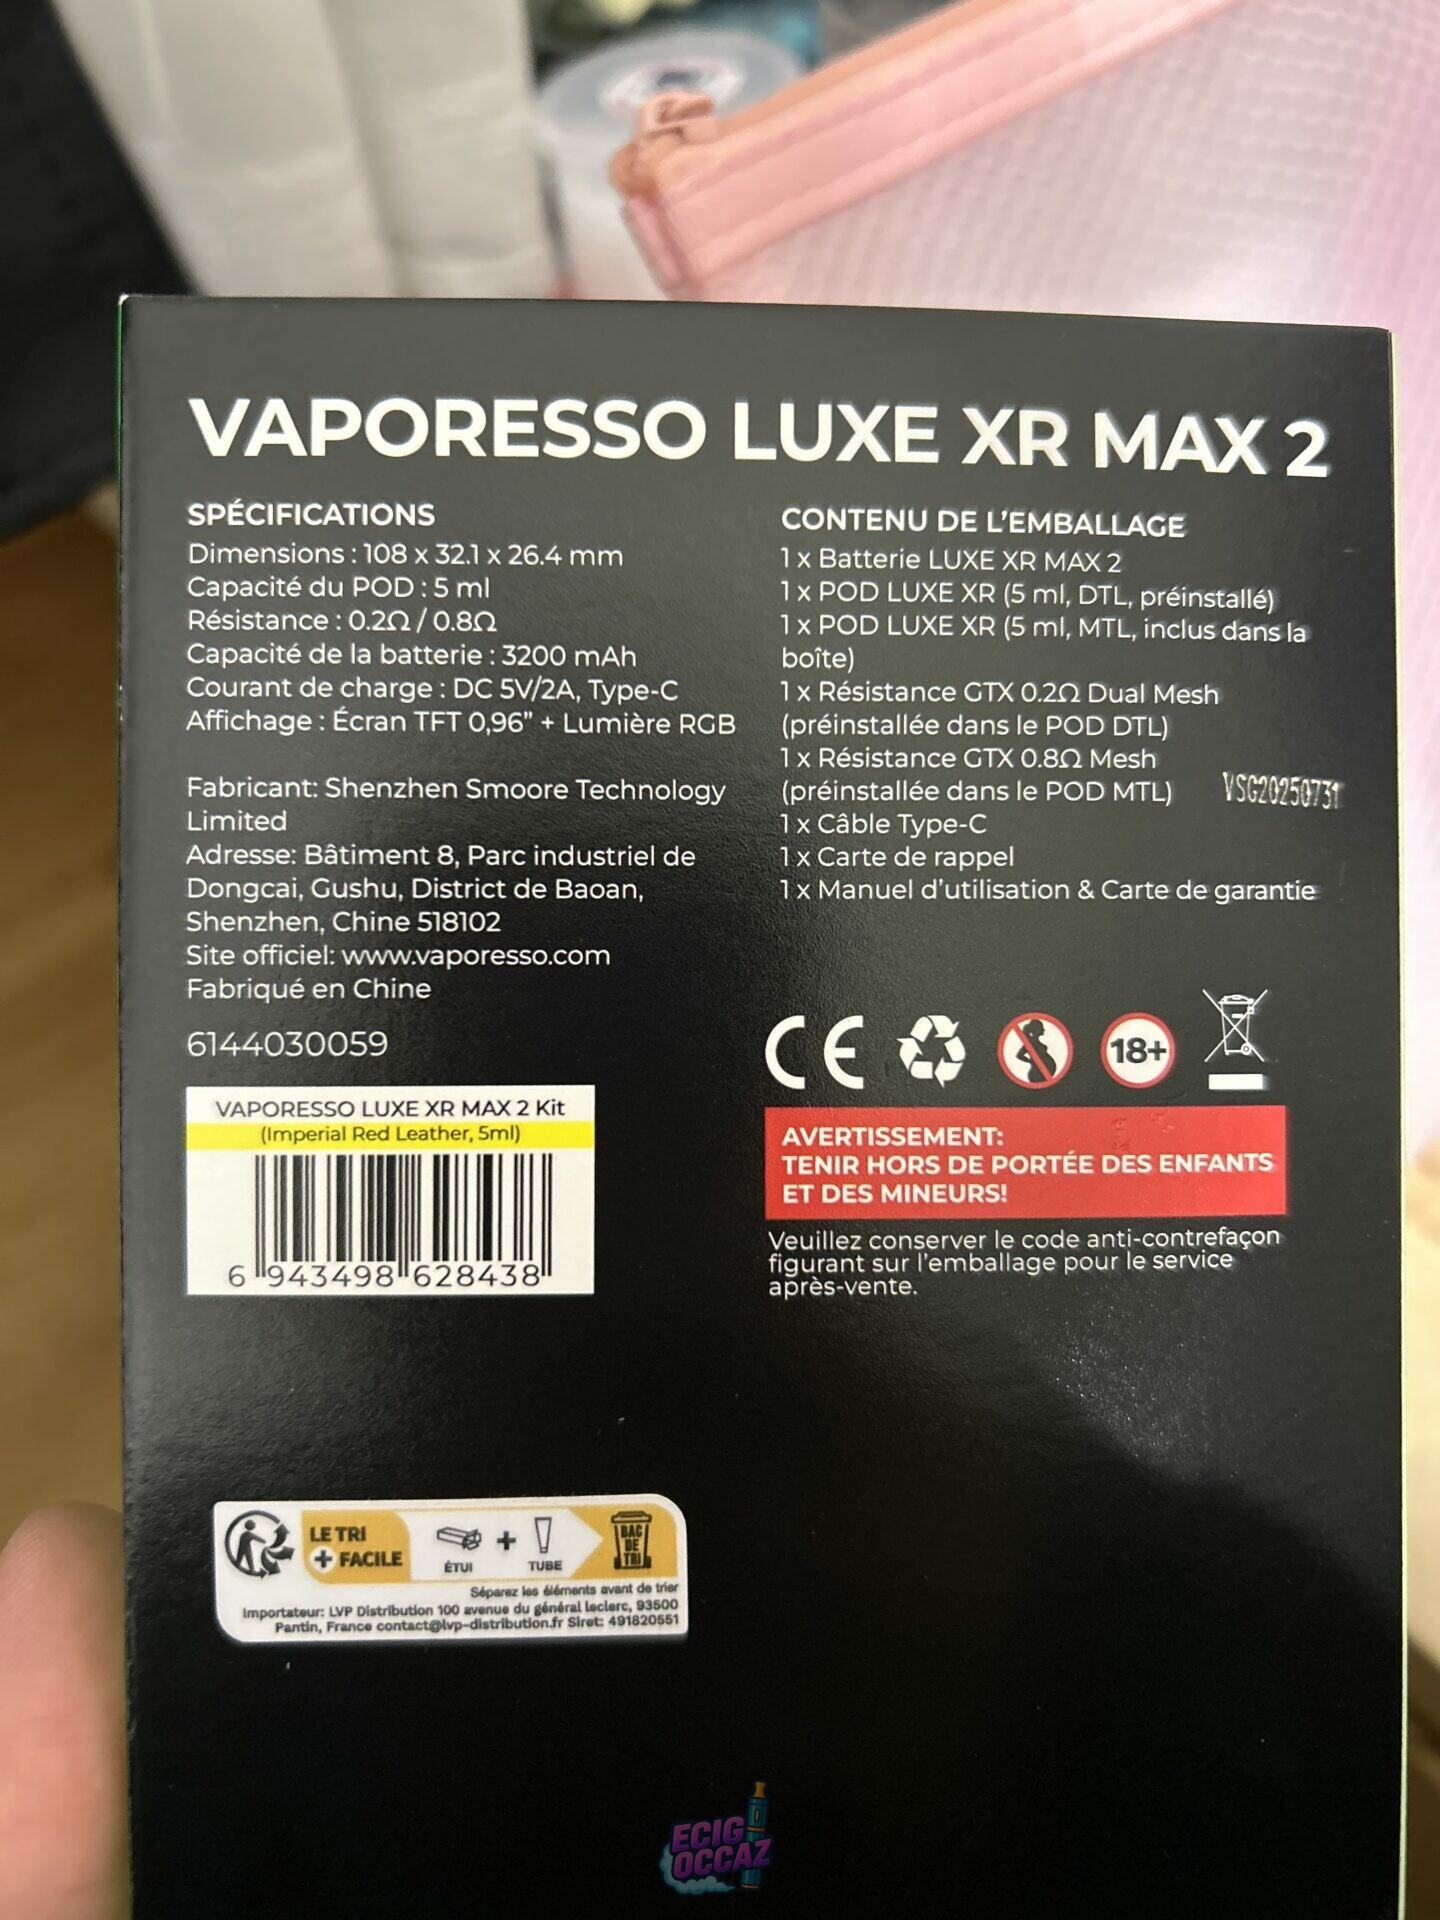 VAPORESSO LUXE XR MAX 2
SPÉCIFICATIONS
Dimensions : 108 x 32.1 x 26.4 mm
Capacité du POD : 5 ml
Résistance : 0.2Ω / 0.8Ω
Capacité de la batterie : 3200 mAh
Courant de charge : DC 5V/2A, Type-C
Affichage : Écran TFT 0,96" + Lumière RGB
Fabricant: Shenzhen Smoore Technology
Limited
Adresse: Bâtiment 8, Parc industriel de
Dongcai, Gushu, District de Baoan,
Shenzhen, Chine 518102
Site officiel: www.vaporesso.com
Fabriqué en Chine
6144030059
VAPORESSO LUXE XR MAX 2 Kit
(Imperial Red Leather, 5ml)
6 943498 628438
CONTENU DE L'EMBALLAGE
1 x Batterie LUXE XR MAX 2
1 x POD LUXE XR (5 ml, DTL, préinstallé)
1 x POD LUXE XR (5 ml, MTL, inclus dans la
boîte)
1 x Résistance GTX 0.2Ω Dual Mesh
(préinstallée dans le POD DTL)
1 x Résistance GTX 0.8Ω Mesh
(préinstallée dans le POD MTL)
VSG20250731
1 x Câble Type-C
1 x Carte de rappel
1 x Manuel d'utilisation & Carte de garantie
CE
18+
AVERTISSEMENT:
TENIR HORS DE PORTÉE DES ENFANTS
ET DES MINEURS!
Veuillez conserver le code anti-contrefaçon
figurant sur l'emballage pour le service
après-vente.
LE TRI
+ FACILE
ÉTUI
+
TUBE
BAC
DE
TRI
Séparez les éléments avant de trier
Importateur: LVP Distribution 100 avenue du général leclerc, 93500
Pantin, France contact@lvp-distribution.fr Siret: 491820551
ECIG
OCCAZ